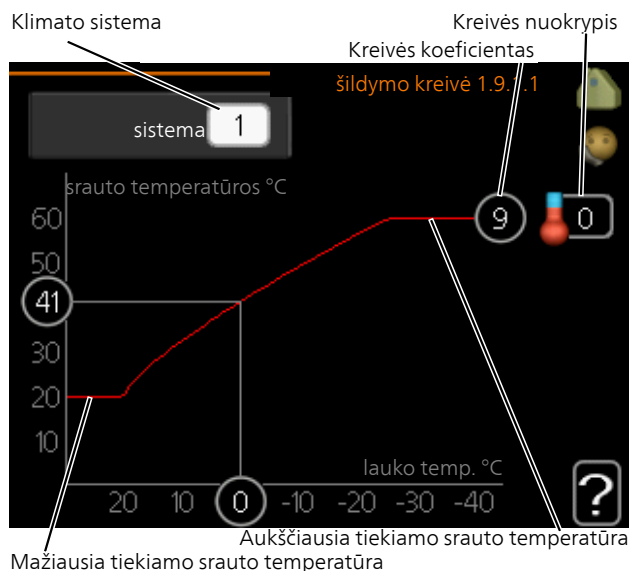 Klimato sistema
Kreivės nuokrypis
Kreivės koeficientas
šildymo kreivė 1.9.1.1
sistema 1
srauto temperatūros °C
60
9
0
50
41
30
20
10
lauko temp. °C
20 10 0 -10 -20 -30 -40
?
Aukščiausia tiekiamo srauto temperatūra
Mažiausia tiekiamo srauto temperatūra